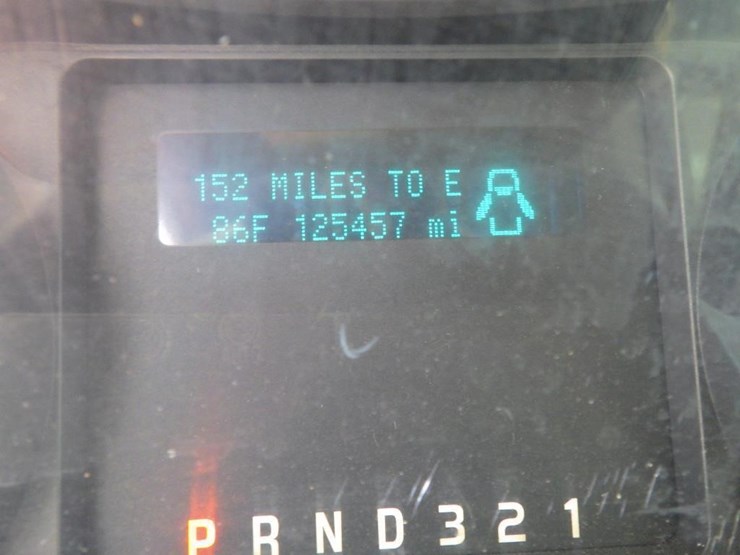 152 MILES TO E
86F 125457 mi
P R N D 3 2 1